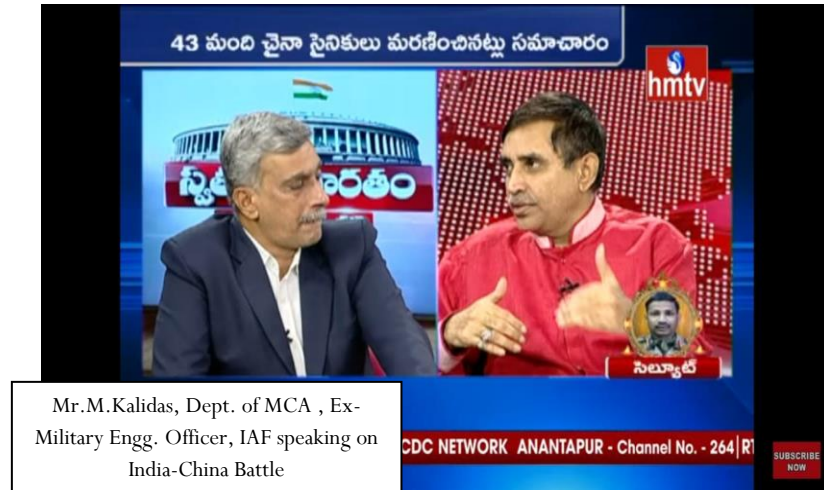 43 మంది చైనా సైనికులు మరణించినట్లు సమాచారం
hmtv
సెల్యూట్
Mr.M.Kalidas, Dept. of MCA , Ex-
Military Engg. Officer, IAF speaking on
India-China Battle
CDC NETWORK ANANTAPUR - Channel No. - 264
SUBSCRIBE
NOW